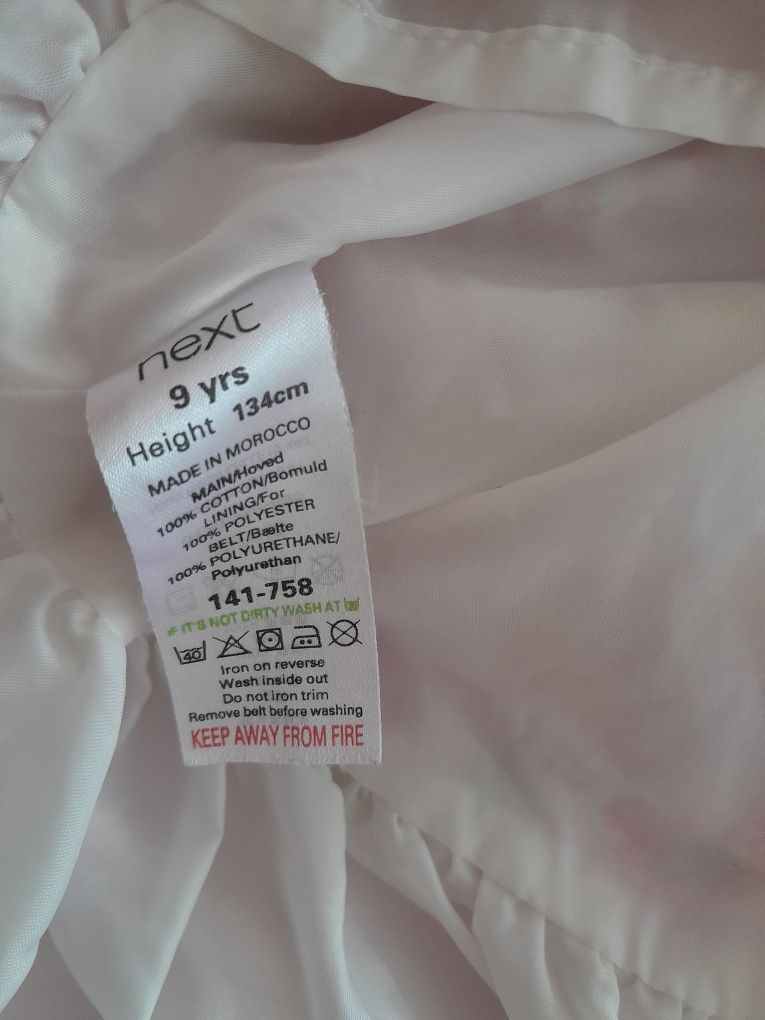 next
9 yrs
Height 134cm
MADE IN MOROCCO
MAIN/Hoved
100% COTTON/Bomuld
LINING/For
100% POLYESTER
BELT/Bælte
100% POLYURETHANE/
Polyurethan
141-758
IF IT'S NOT DIRTY WASH AT 30
40
Iron on reverse
Wash inside out
Do not iron trim
Remove belt before washing
KEEP AWAY FROM FIRE